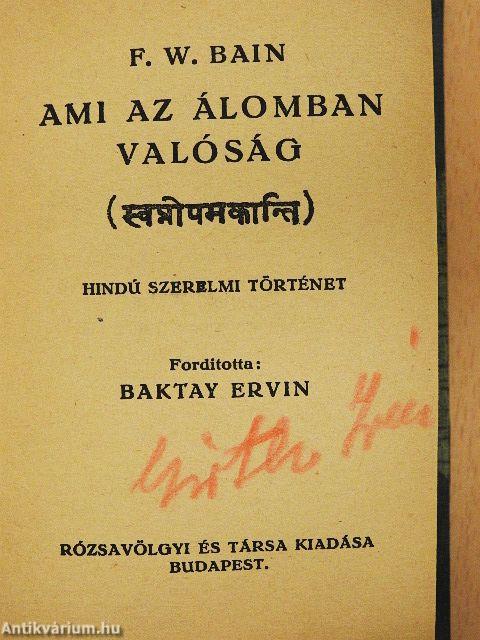 F. W. BAIN
AMI AZ ÁLOMBAN
VALÓSÁG
(स्वप्नोपमकान्ति)
HINDÚ SZERELMI TÖRTÉNET
Fordította:
BAKTAY ERVIN
RÓZSAVÖLGYI ÉS TÁRSA KIADÁSA
BUDAPEST.
Antikvárium.hu